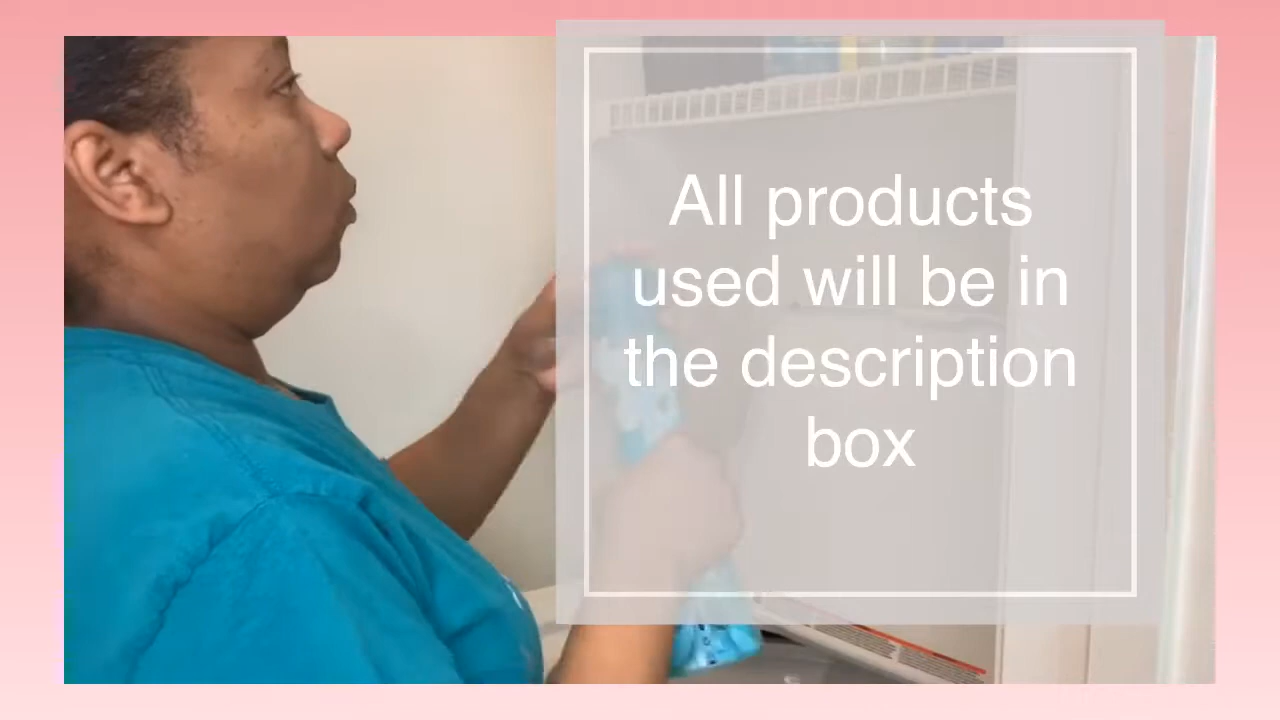 All products
used will be in
the description
box